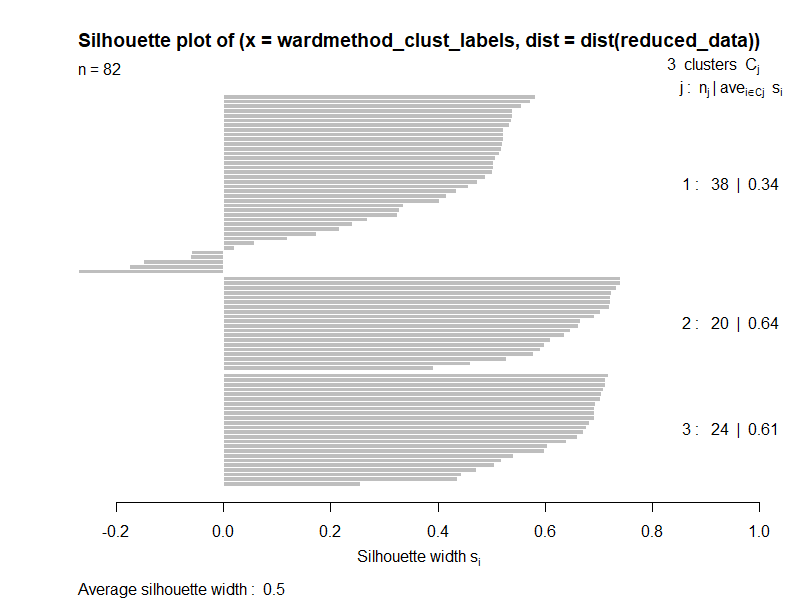 Silhouette plot of (x = wardmethod_clust_labels, dist = dist(reduced_data))
n = 82
3 clusters Cj
j : nj | avei∈Cj si
1 : 38 | 0.34
2 : 20 | 0.64
3 : 24 | 0.61
-0.2 0.0 0.2 0.4 0.6 0.8 1.0
Silhouette width si
Average silhouette width : 0.5